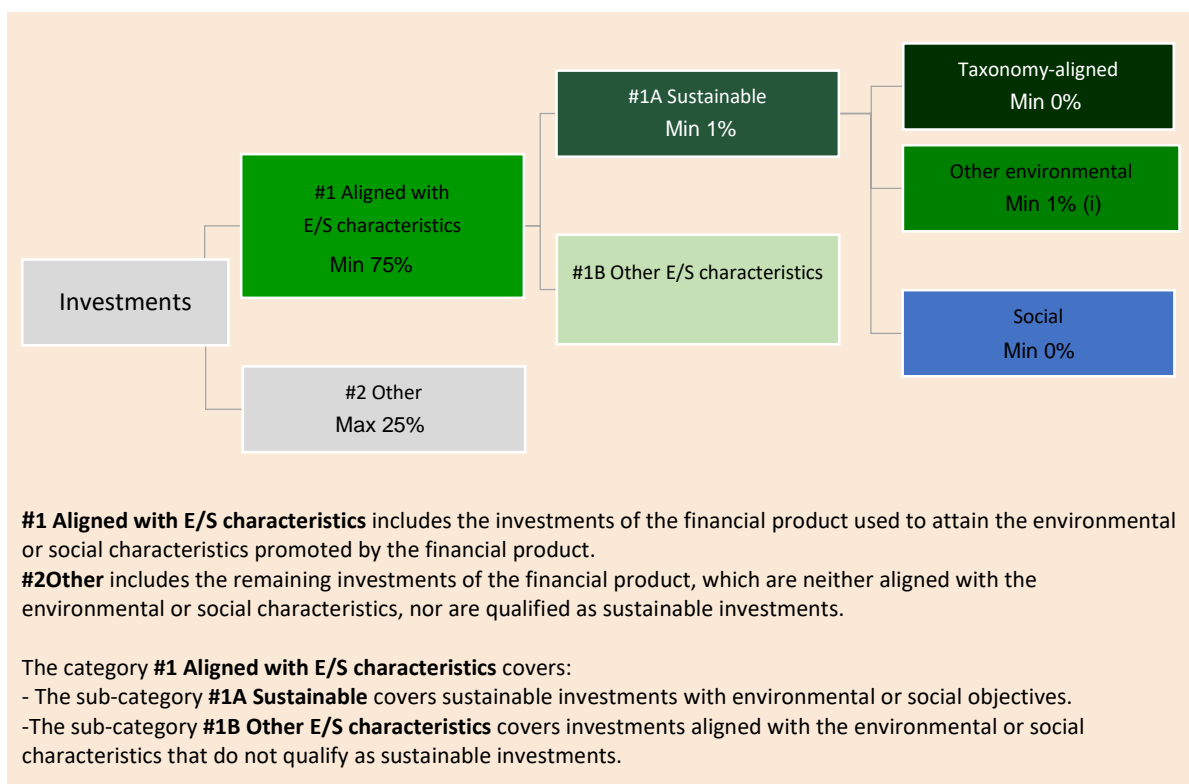 Taxonomy-aligned
Min 0%
#1A Sustainable
Min 1%
Other environmental
Min 1% (i)
#1 Aligned with
E/S characteristics
Min 75%
#1B Other E/S characteristics
Investments
Social
Min 0%
#2 Other
Max 25%
#1 Aligned with E/S characteristics includes the investments of the financial product used to attain the environmental
or social characteristics promoted by the financial product.
#2Other includes the remaining investments of the financial product, which are neither aligned with the
environmental or social characteristics, nor are qualified as sustainable investments.
The category #1 Aligned with E/S characteristics covers:
- The sub-category #1A Sustainable covers sustainable investments with environmental or social objectives.
-The sub-category #1B Other E/S characteristics covers investments aligned with the environmental or social
characteristics that do not qualify as sustainable investments.